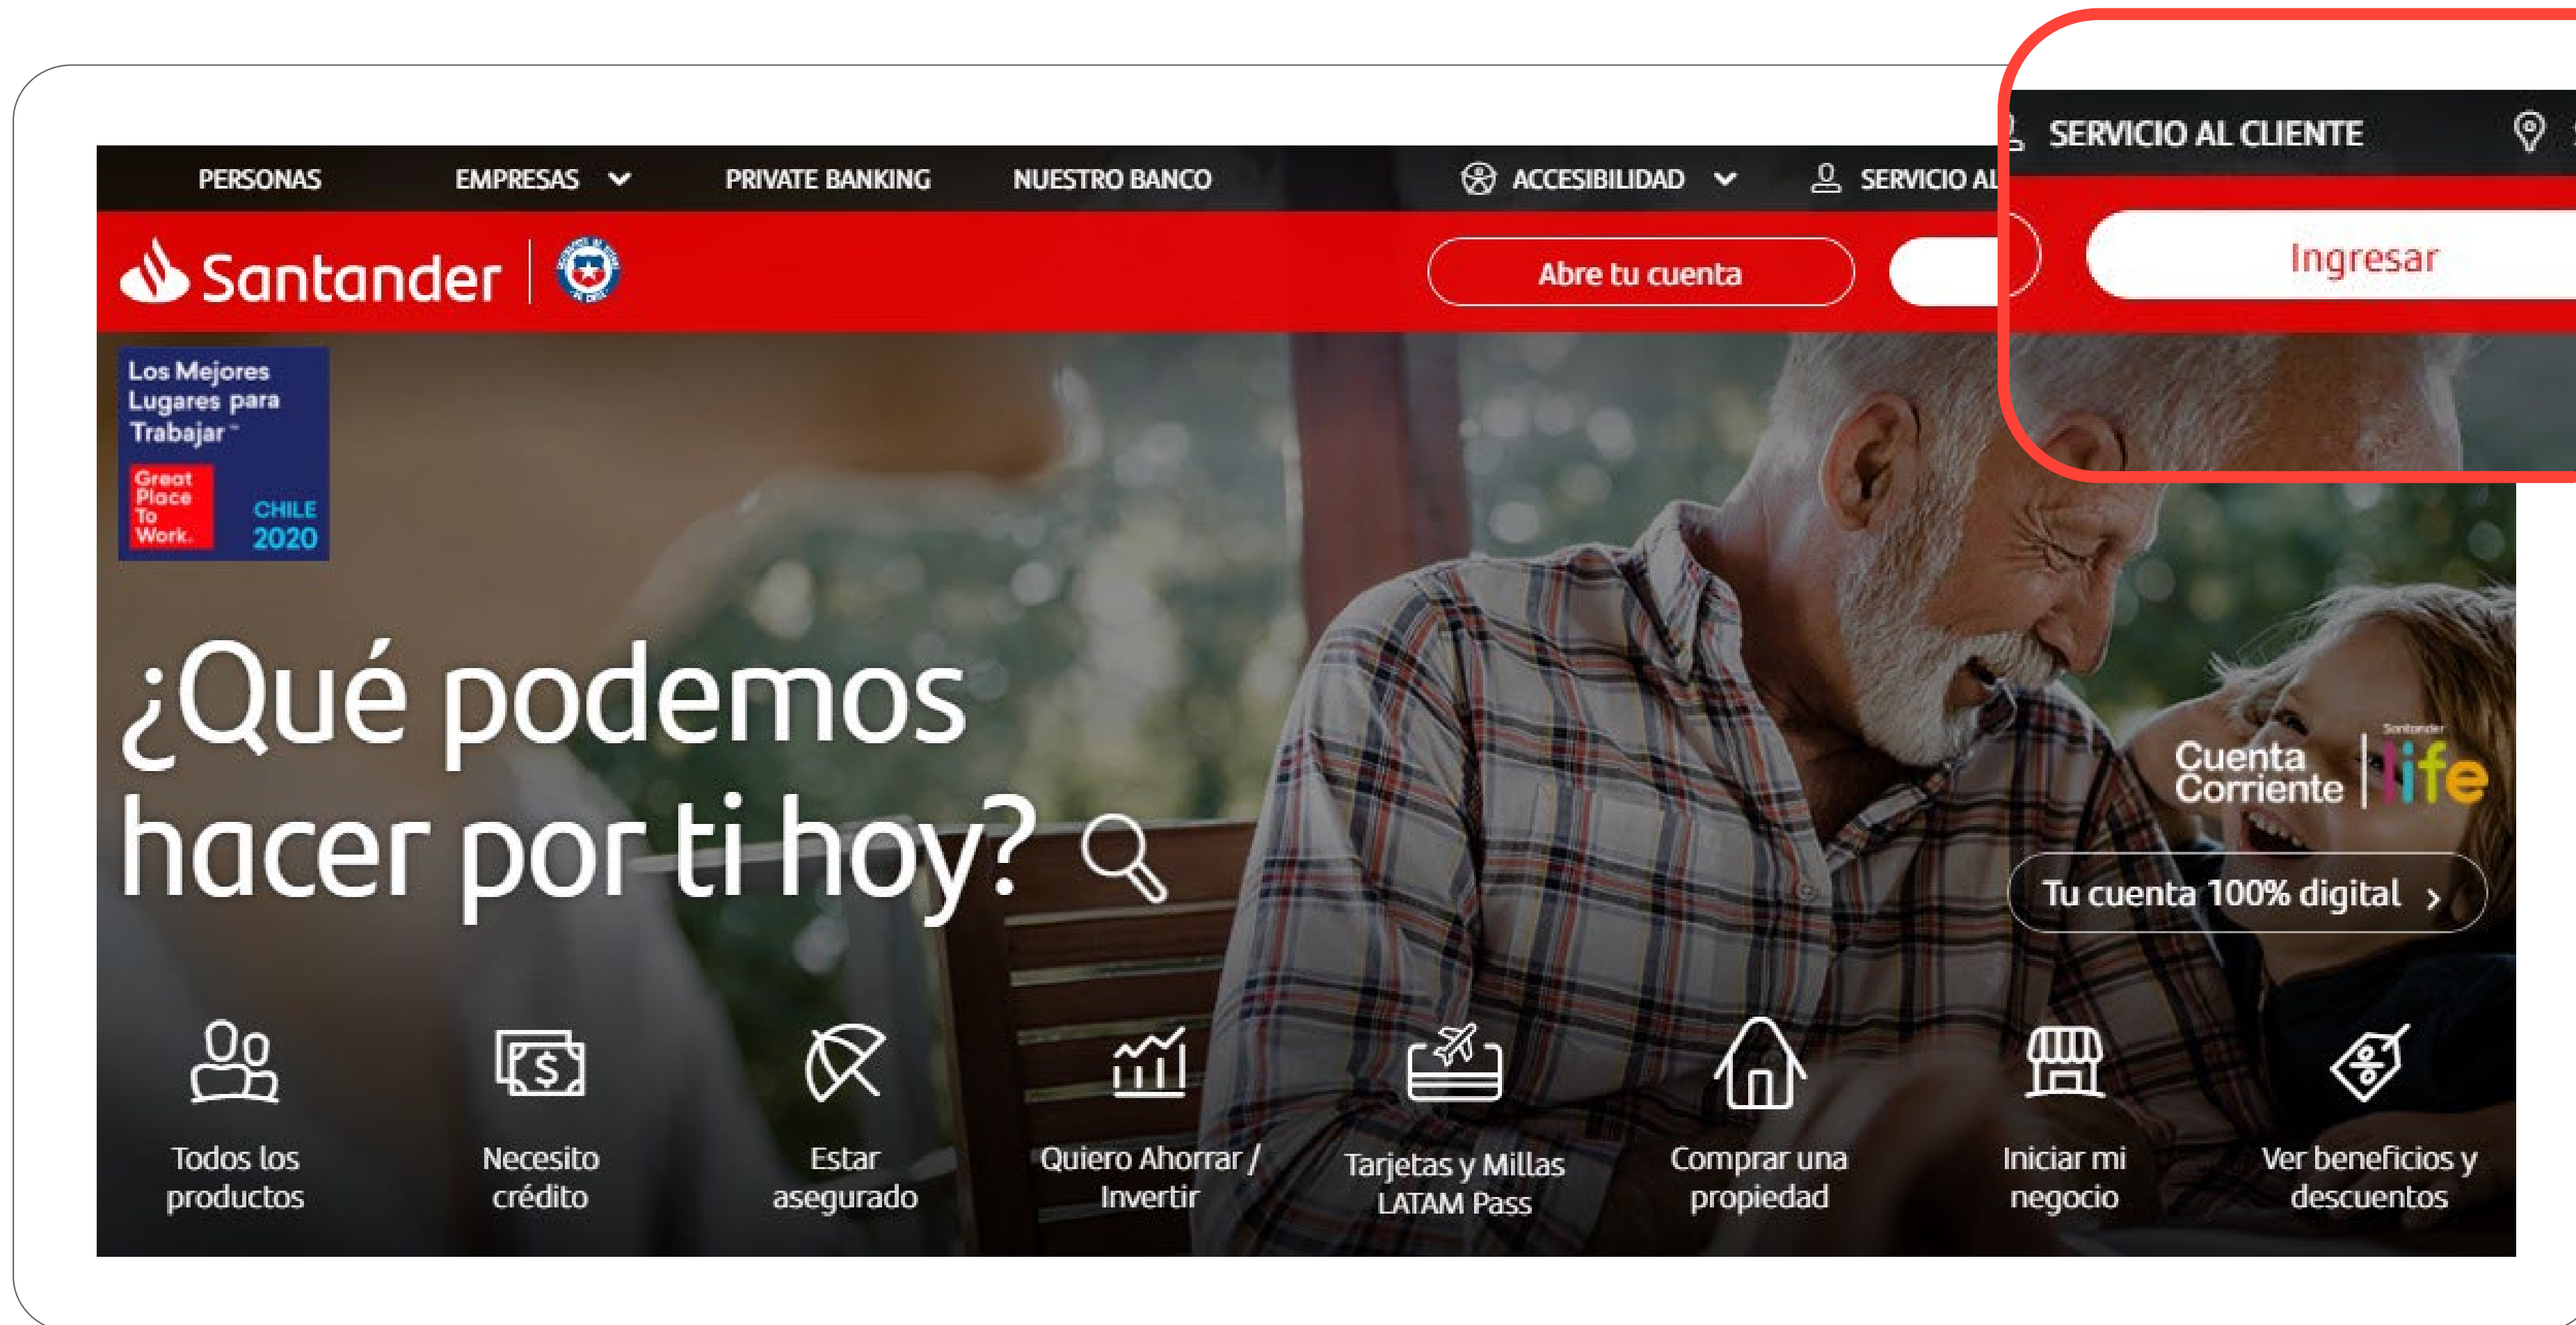 PERSONAS EMPRESAS PRIVATE BANKING NUESTRO BANCO ACCESIBILIDAD SERVICIO AL
SERVICIO AL CLIENTE
Santander
Abre tu cuenta
Ingresar
Los Mejores
Lugares para
Trabajar™
Great
Place
To
Work.
CHILE
2020
¿Qué podemos
hacer por ti hoy?
Santander
Cuenta
Corriente
life
Tu cuenta 100% digital
Todos los
productos
Necesito
crédito
Estar
asegurado
Quiero Ahorrar /
Invertir
Tarjetas y Millas
LATAM Pass
Comprar una
propiedad
Iniciar mi
negocio
Ver beneficios y
descuentos